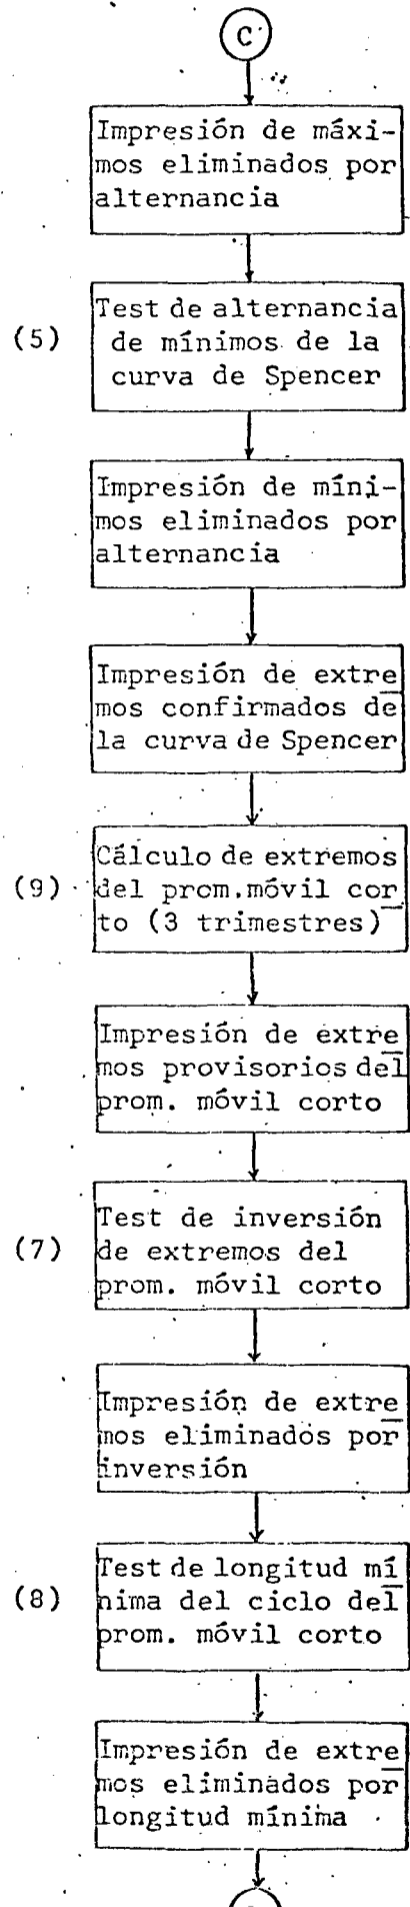 C
Impresión de máxi-
mos eliminados por
alternancia
(5)
Test de alternancia
de mínimos de la
curva de Spencer
Impresión de míni-
mos eliminados por
alternancia
Impresión de extre
mos confirmados de
la curva de Spencer
(9)
Cálculo de extremos
del prom.móvil cor
to (3 trimestres)
Impresión de extre
mos provisorios del
prom. móvil corto
(7)
Test de inversión
de extremos del
prom. móvil corto
Impresión de extre
mos eliminados por
inversión
(8)
Test de longitud mí
nima del ciclo del
prom. móvil corto
Impresión de extre
mos eliminados por
longitud mínima